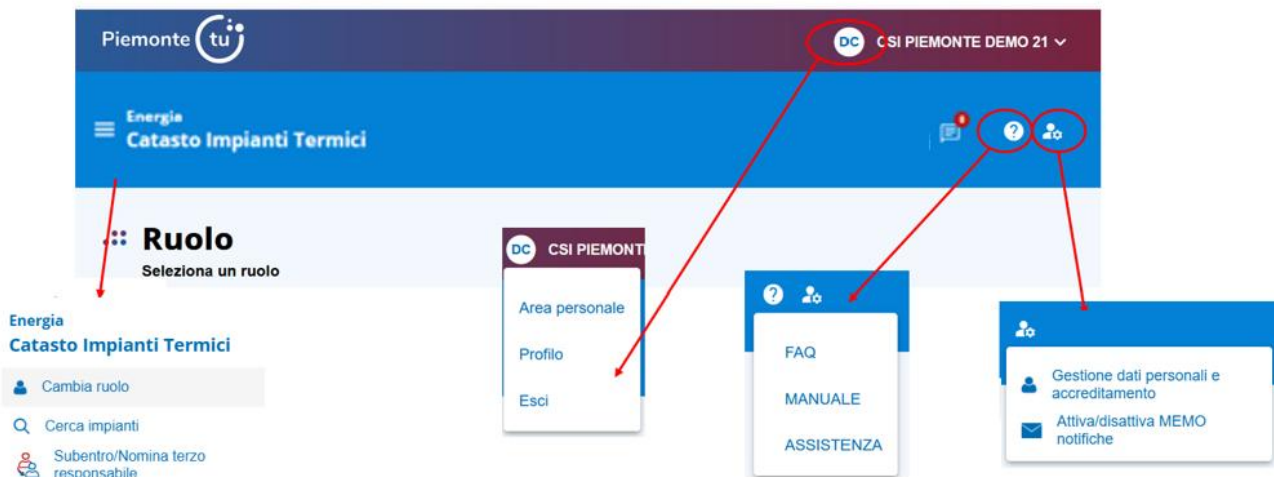 Piemonte tu
DC CSI PIEMONTE DEMO 21
Energia
Catasto Impianti Termici
Ruolo
Seleziona un ruolo
Energia
Catasto Impianti Termici
Cambia ruolo
Cerca impianti
Subentro/Nomina terzo
responsabile
DC CSI PIEMONT
Area personale
Profilo
Esci
?
FAQ
MANUALE
ASSISTENZA
Gestione dati personali e
accreditamento
Attiva/disattiva MEMO
notifiche